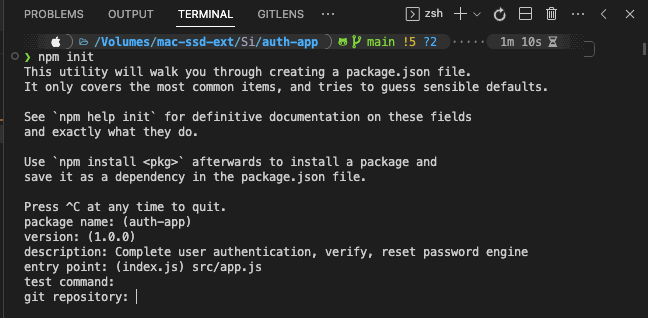 PROBLEMS OUTPUT TERMINAL GITLENS ··· zsh
/Volumes/mac-ssd-ext/Si/auth-app main !5 ?2 ····· 1m 10s
❯ npm init
This utility will walk you through creating a package.json file.
It only covers the most common items, and tries to guess sensible defaults.
See `npm help init` for definitive documentation on these fields
and exactly what they do.
Use `npm install <pkg>` afterwards to install a package and
save it as a dependency in the package.json file.
Press ^C at any time to quit.
package name: (auth-app)
version: (1.0.0)
description: Complete user authentication, verify, reset password engine
entry point: (index.js) src/app.js
test command:
git repository: